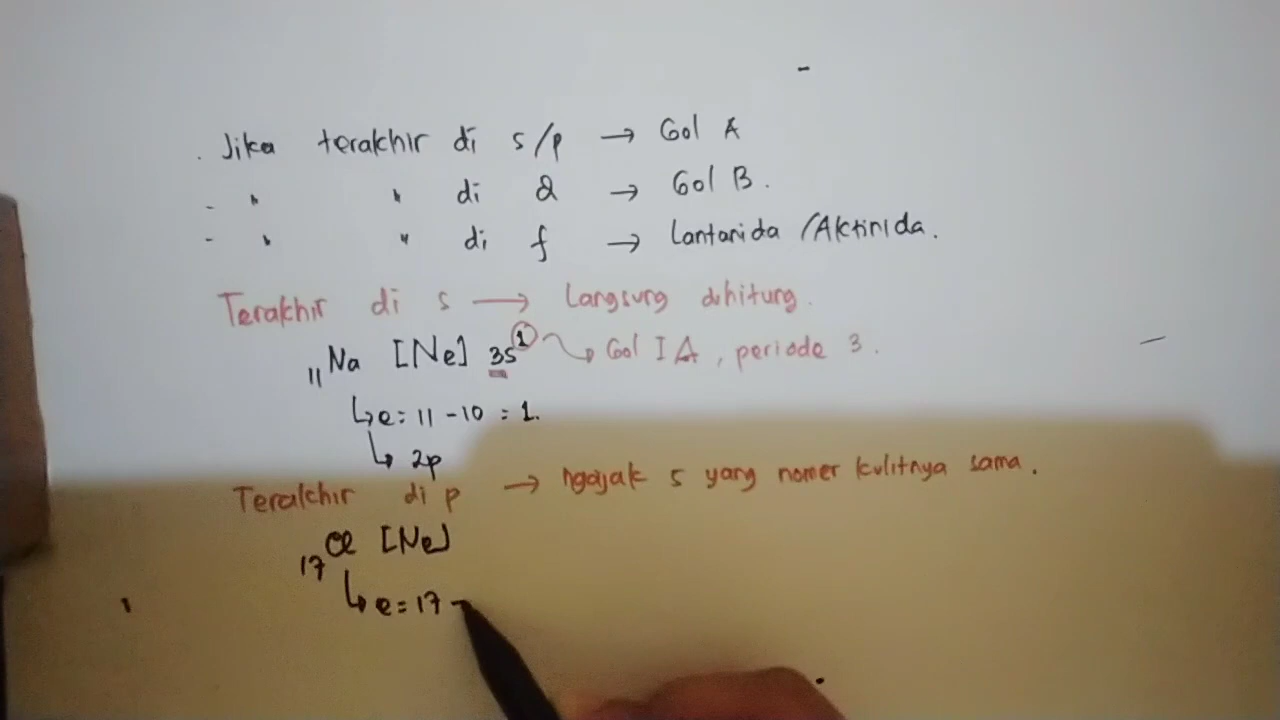 . Jika terakhir di s/p → Gol A
- " " di d → Gol B.
- " " di f → Lantanida /Aktinida.
Terakhir di s → Langsung dihitung.
₁₁Na [Ne] 3s¹ → Gol I A, periode 3.
↳ e = 11 - 10 = 1.
↳ 2p
Terakhir di p → ngajak s yang nomer kulitnya sama.
₁₇Cl [Ne]
↳ e = 17 -